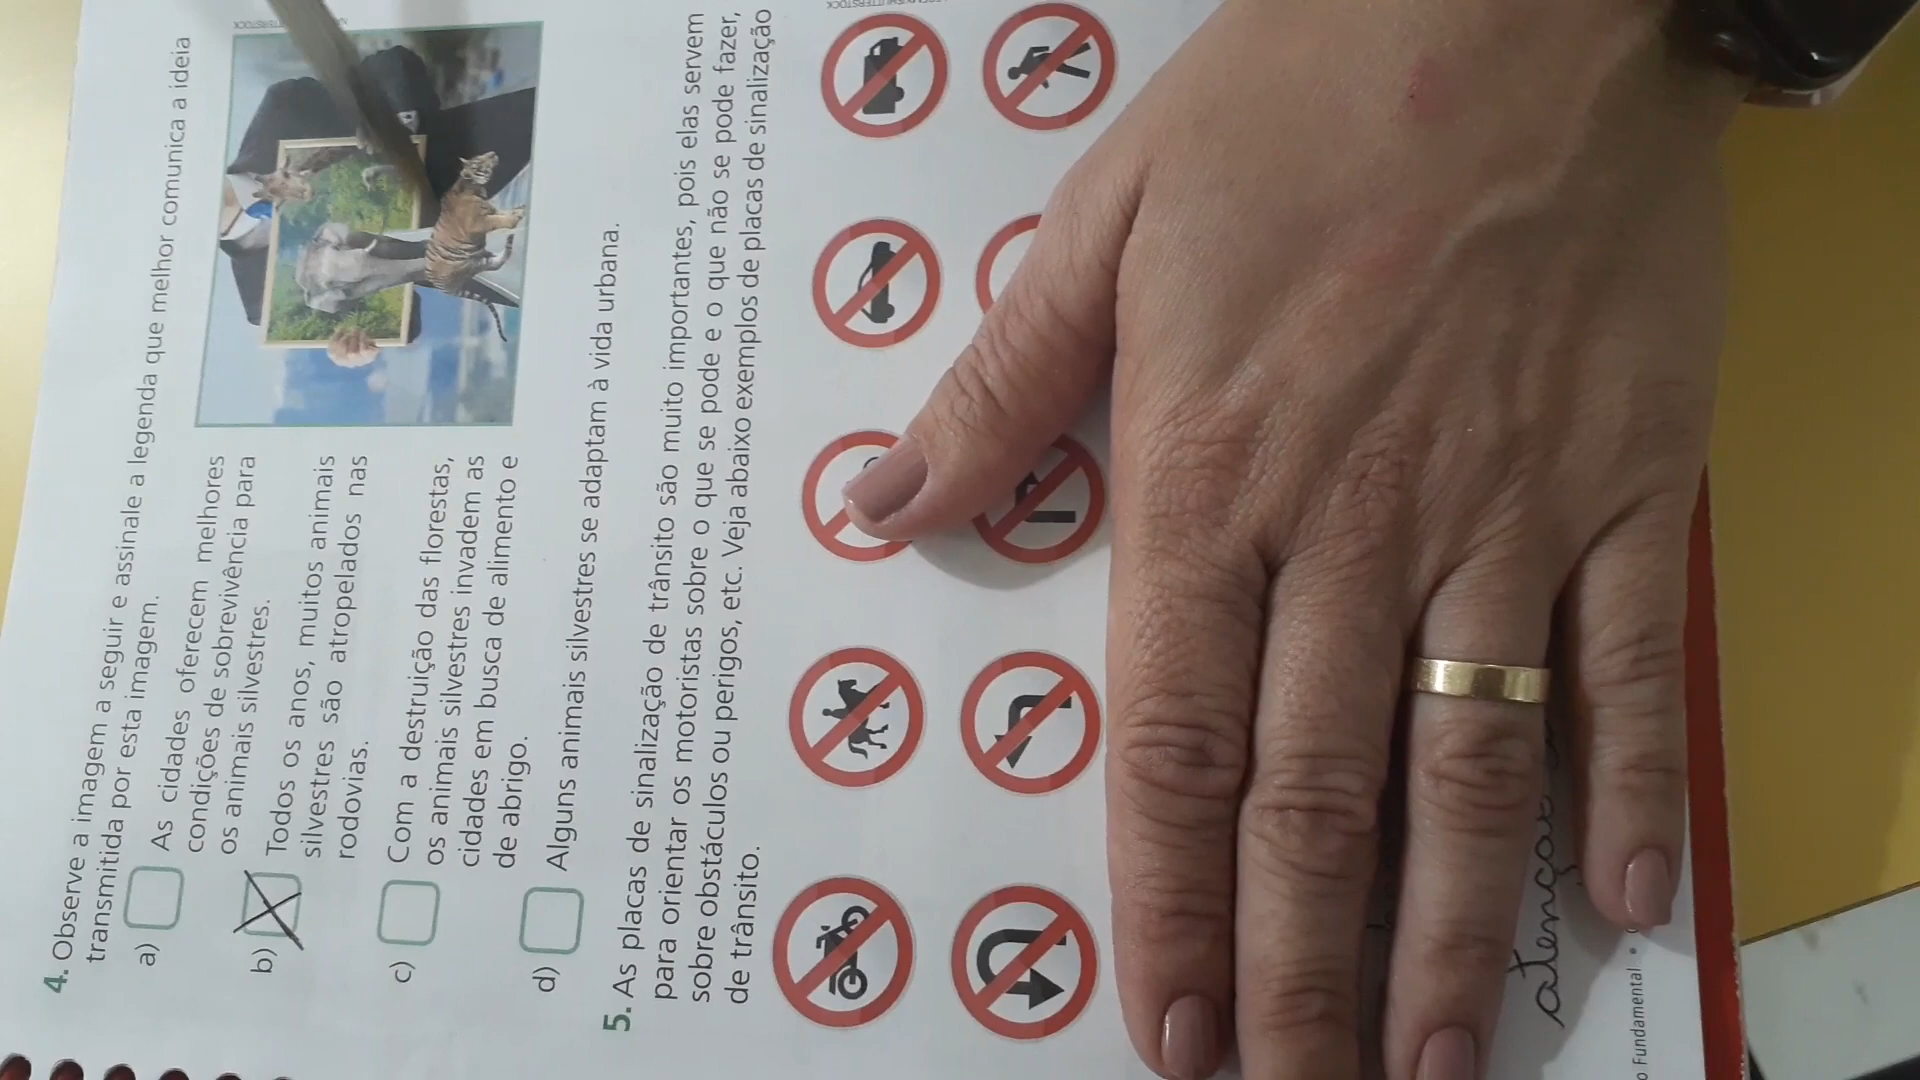 4. Observe a imagem a seguir e assinale a legenda que melhor comunica a ideia
transmitida por esta imagem.
a) As cidades oferecem melhores
condições de sobrevivência para
os animais silvestres.
b) Todos os anos, muitos animais
silvestres são atropelados nas
rodovias.
c) Com a destruição das florestas,
os animais silvestres invadem as
cidades em busca de alimento e
de abrigo.
d) Alguns animais silvestres se adaptam à vida urbana.
5. As placas de sinalização de trânsito são muito importantes, pois elas servem
para orientar os motoristas sobre o que se pode e o que não se pode fazer,
sobre obstáculos ou perigos, etc. Veja abaixo exemplos de placas de sinalização
de trânsito.
atenção
o Fundamental •